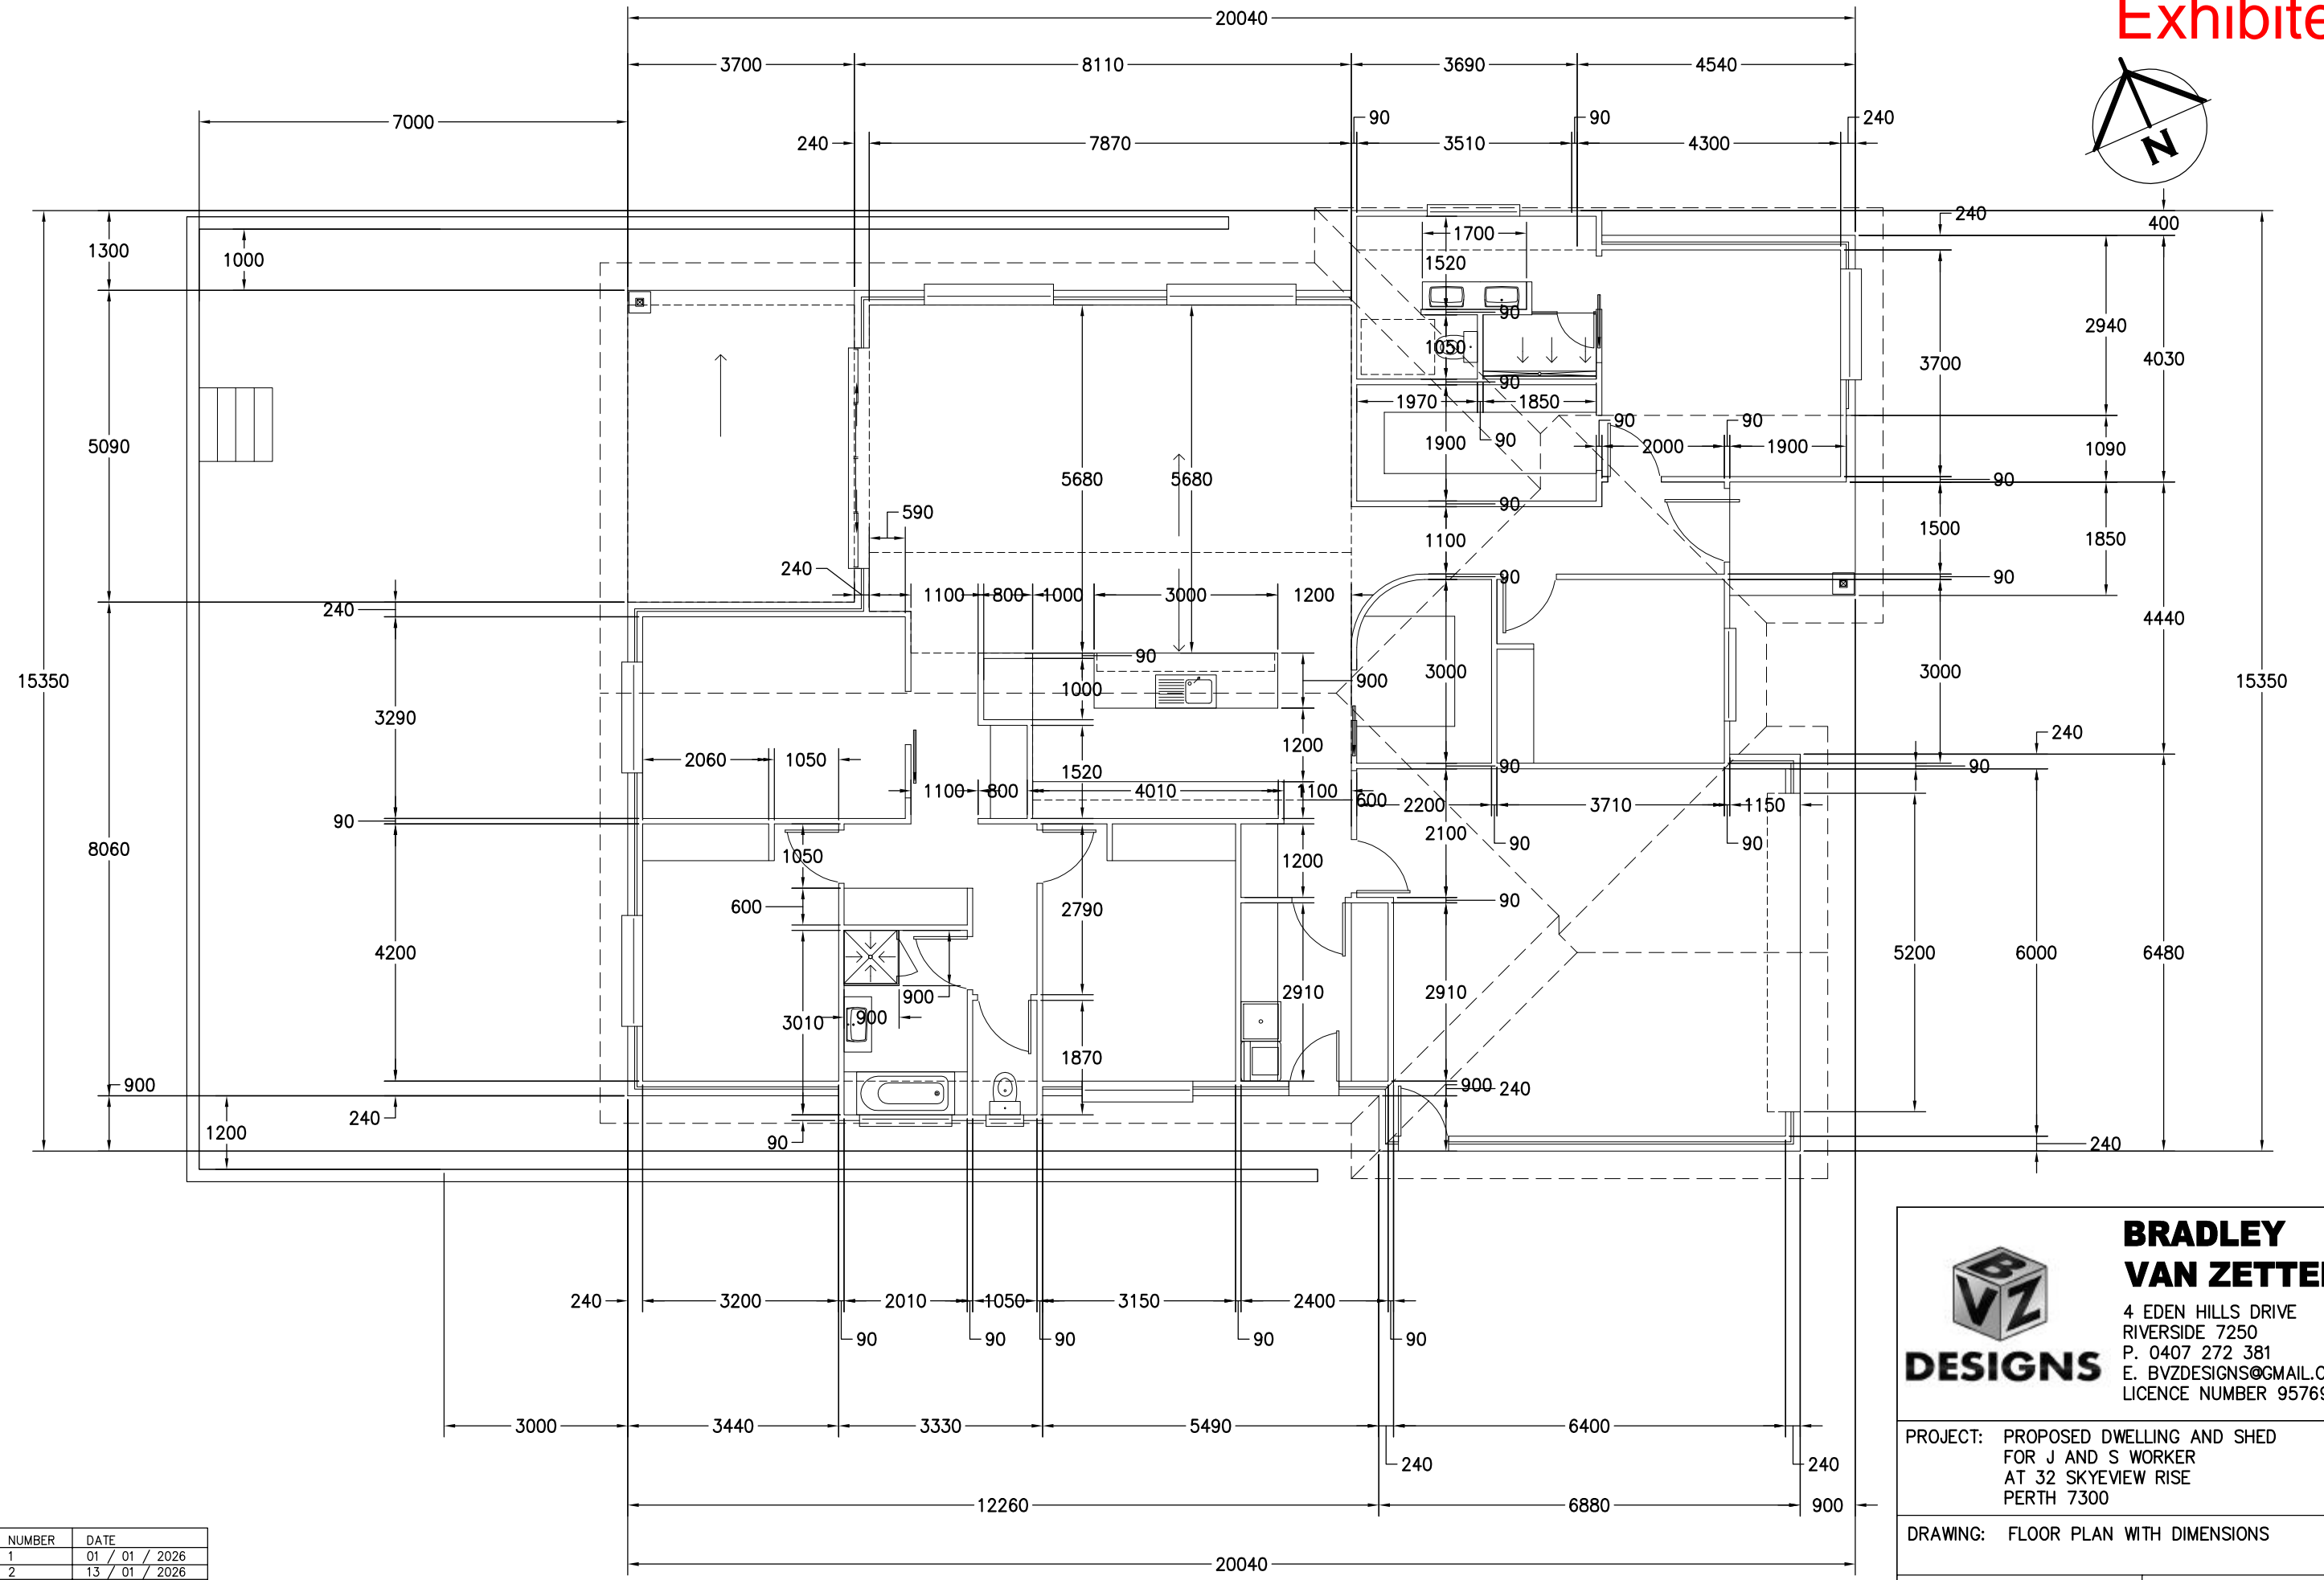 Exhibite
20040
3700 8110 3690 4540
7000 90 90 240
240 7870 3510 4300
N
1300 1000 1700 240 400
1520
90 2940
1050 3700 4030
90
1970 1850
90 90
5090 1900 90 2000 1900 1090
5680 5680 90
590 90
1100 1500 1850
240 90 90
240 1100 800 1000 3000 1200
4440
90
15350 1000 900 3000 3000 15350
3290
1200 240
2060 1050 1520 90 90
1100 800 4010 1100 600 2200 3710 1150
90 2100
8060 1050 1200 90 90
600 2790 90
4200 5200 6000 6480
900 2910 2910
3010 900
1870
900 900 240
240
1200 90 240
240 3200 2010 1050 3150 2400
90 90 90 90 90
3000 3440 3330 5490 6400
240 240
12260 6880 900
20040
BVZ
DESIGNS
BRADLEY
VAN ZETTE
4 EDEN HILLS DRIVE
RIVERSIDE 7250
P. 0407 272 381
E. BVZDESIGNS@GMAIL.C
LICENCE NUMBER 95769
PROJECT: PROPOSED DWELLING AND SHED
FOR J AND S WORKER
AT 32 SKYEVIEW RISE
PERTH 7300
DRAWING: FLOOR PLAN WITH DIMENSIONS
NUMBER DATE
1 01 / 01 / 2026
2 13 / 01 / 2026